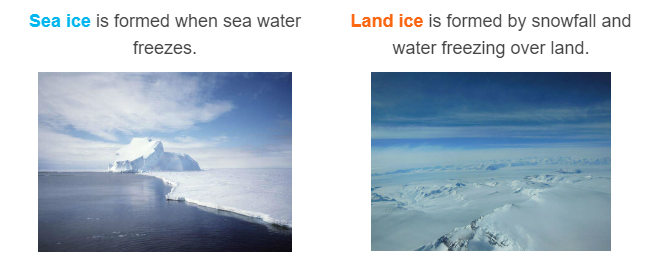 Sea ice is formed when sea water
freezes.
Land ice is formed by snowfall and
water freezing over land.